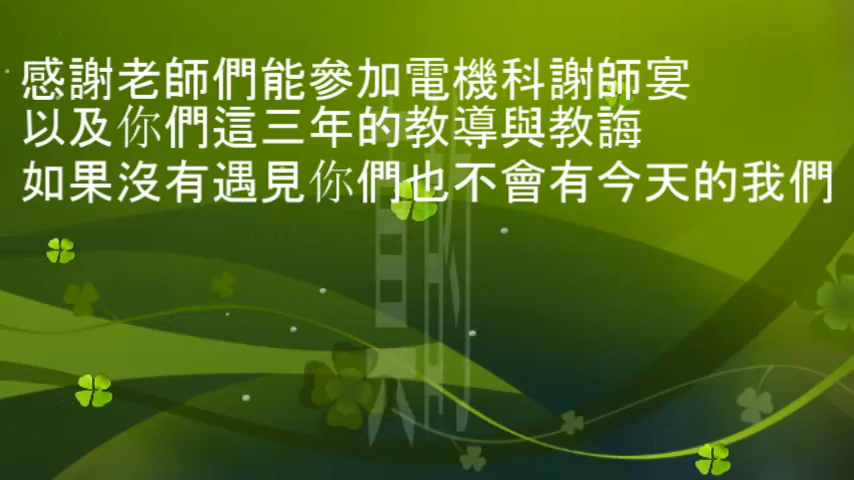 感謝老師們能參加電機科謝師宴
以及你們這三年的教導與教誨
如果沒有遇見你們也不會有今天的我們